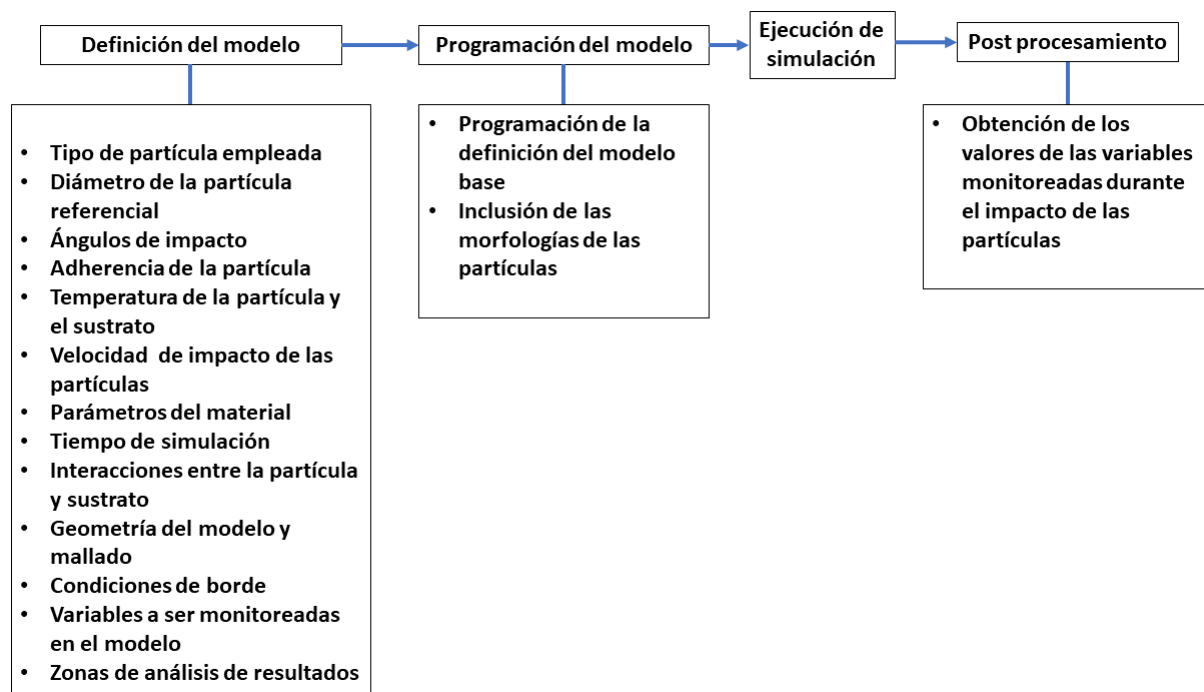 Definición del modelo
Programación del modelo
Ejecución de
simulación
Post procesamiento
• Tipo de partícula empleada
• Diámetro de la partícula
referencial
• Ángulos de impacto
• Adherencia de la partícula
• Temperatura de la partícula y
el sustrato
• Velocidad de impacto de las
partículas
• Parámetros del material
• Tiempo de simulación
• Interacciones entre la partícula
y sustrato
• Geometría del modelo y
mallado
• Condiciones de borde
• Variables a ser monitoreadas
en el modelo
• Zonas de análisis de resultados
• Programación de la
definición del modelo
base
• Inclusión de las
morfologías de las
partículas
• Obtención de los
valores de las variables
monitoreadas durante
el impacto de las
partículas